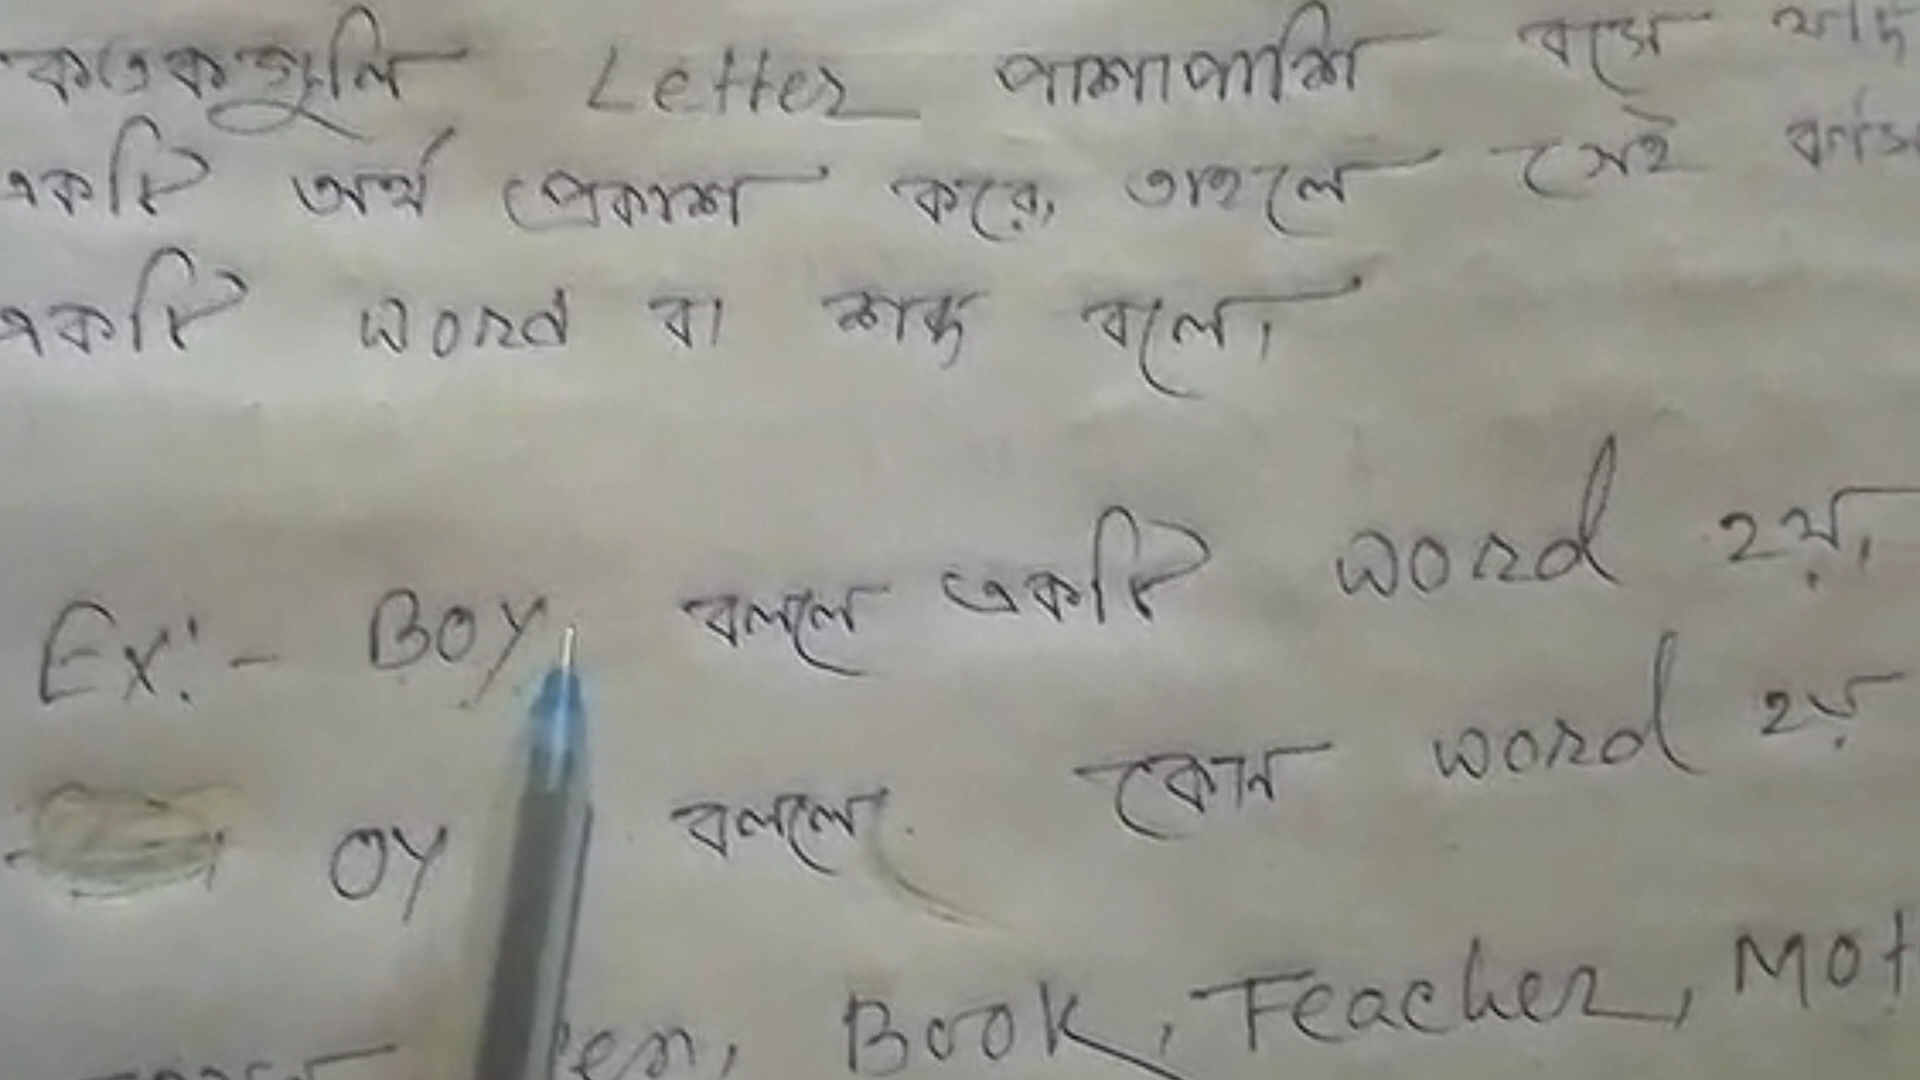 কতকগুলি Letter পাশাপাশি বসে যদি
একটি অর্থ প্রকাশ করে, তাহলে সেই
একটি word বা শব্দ বলে।
Ex:- Boy বললে একটি word হয়,
oy বললে কোন word হয়
Book, Teacher, Mot